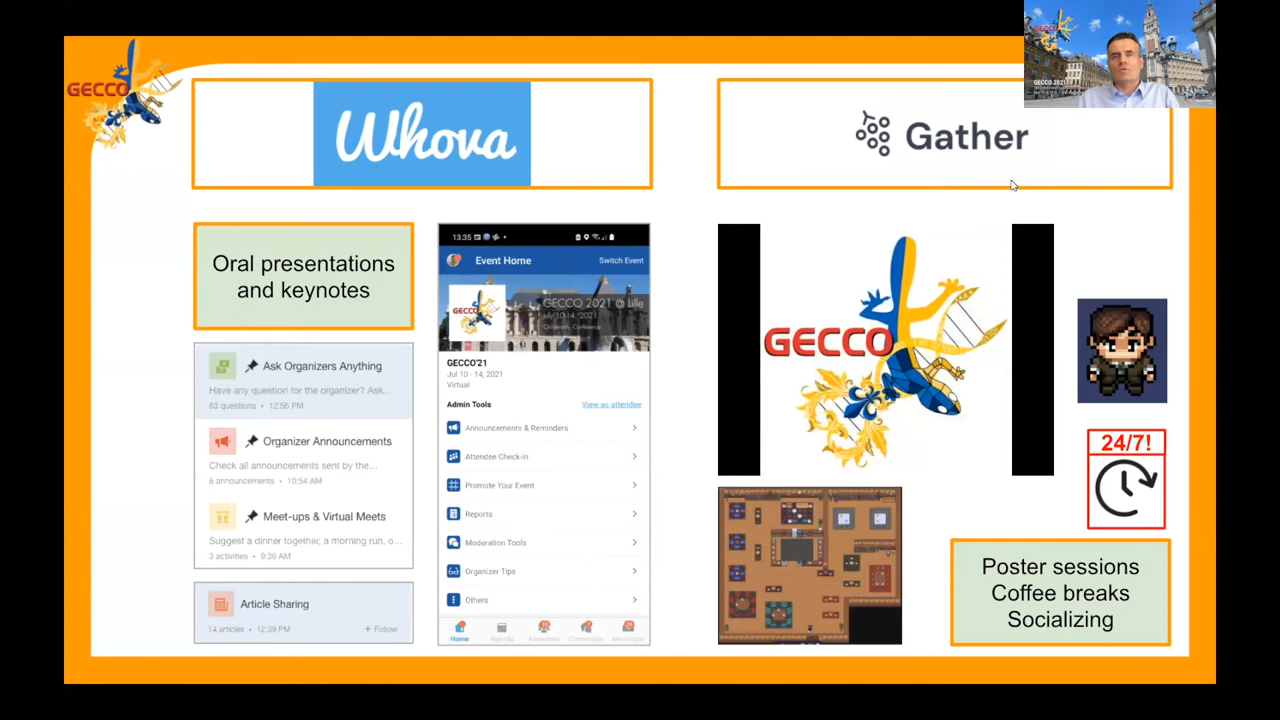 GECCO
Whova
Gather
GECCO 2021
Oral presentations
and keynotes
Ask Organizers Anything
Have any question for the organizer? Ask..
63 questions • 12:56 PM
Organizer Announcements
Check all announcements sent by the...
6 announcements • 10:54 AM
Meet-ups & Virtual Meets
Suggest a dinner together, a morning run, o...
3 activities • 9:36 AM
Article Sharing
14 articles • 12:39 PM
+ Follow
13:35
Event Home
Switch Event
GECCO 2021 @ Lille
July 10-14, 2021
GECCO'21
Jul 10 - 14, 2021
Virtual
Admin Tools
View as attendee
Announcements & Reminders
Attendee Check-in
Promote Your Event
Reports
Moderation Tools
Organizer Tips
Others
Home
Agenda
Attendees
Community
Messages
GECCO
24/7!
Poster sessions
Coffee breaks
Socializing